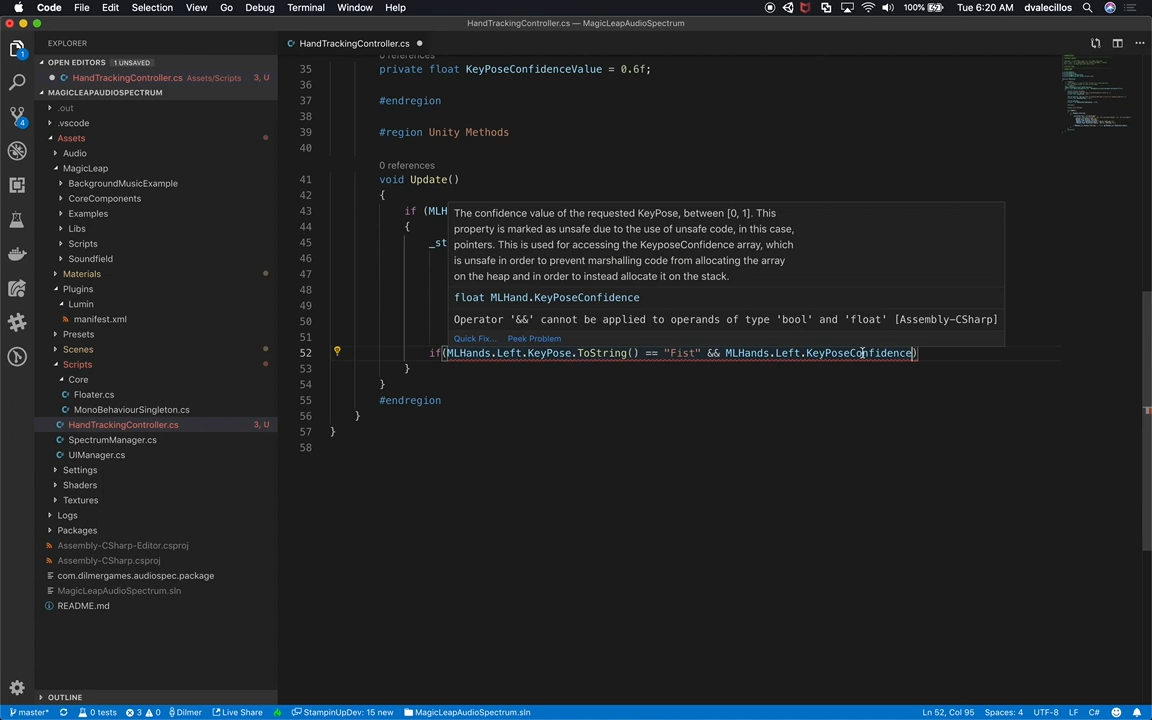 Code File Edit Selection View Go Debug Terminal Window Help
100% Tue 6:20 AM dvalecillos
HandTrackingController.cs — MagicLeapAudioSpectrum
EXPLORER
HandTrackingController.cs
OPEN EDITORS 1 UNSAVED
HandTrackingController.cs Assets/Scripts 3, U
MAGICLEAPAUDIOSPECTRUM
.out
.vscode
Assets
Audio
MagicLeap
BackgroundMusicExample
CoreComponents
Examples
Libs
Scripts
Soundfield
Materials
Plugins
Lumin
manifest.xml
Presets
Scenes
Scripts
Core
Floater.cs
MonoBehaviourSingleton.cs
HandTrackingController.cs 3, U
SpectrumManager.cs
UIManager.cs
Settings
Shaders
Textures
Logs
Packages
Assembly-CSharp-Editor.csproj
Assembly-CSharp.csproj
com.dilmergames.audiospec.package
MagicLeapAudioSpectrum.sln
README.md
OUTLINE
0 references
35 private float KeyPoseConfidenceValue = 0.6f;
36
37 #endregion
38
39 #region Unity Methods
40
0 references
41 void Update()
42 {
43 if (MLH
44 {
45 _st
46
47
48
49
50
51
52 if(MLHands.Left.KeyPose.ToString() == "Fist" && MLHands.Left.KeyPoseConfidence)
53 }
54 }
55 #endregion
56 }
57 }
58
The confidence value of the requested KeyPose, between [0, 1]. This
property is marked as unsafe due to the use of unsafe code, in this case,
pointers. This is used for accessing the KeyposeConfidence array, which
is unsafe in order to prevent marshalling code from allocating the array
on the heap and in order to instead allocate it on the stack.
float MLHand.KeyPoseConfidence
Operator '&&' cannot be applied to operands of type 'bool' and 'float' [Assembly-CSharp]
Quick Fix... Peek Problem
1
4
master* 0 tests 3 0 Dilmer Live Share StampinUpDev: 15 new MagicLeapAudioSpectrum.sln
Ln 52, Col 95 Spaces: 4 UTF-8 LF C#